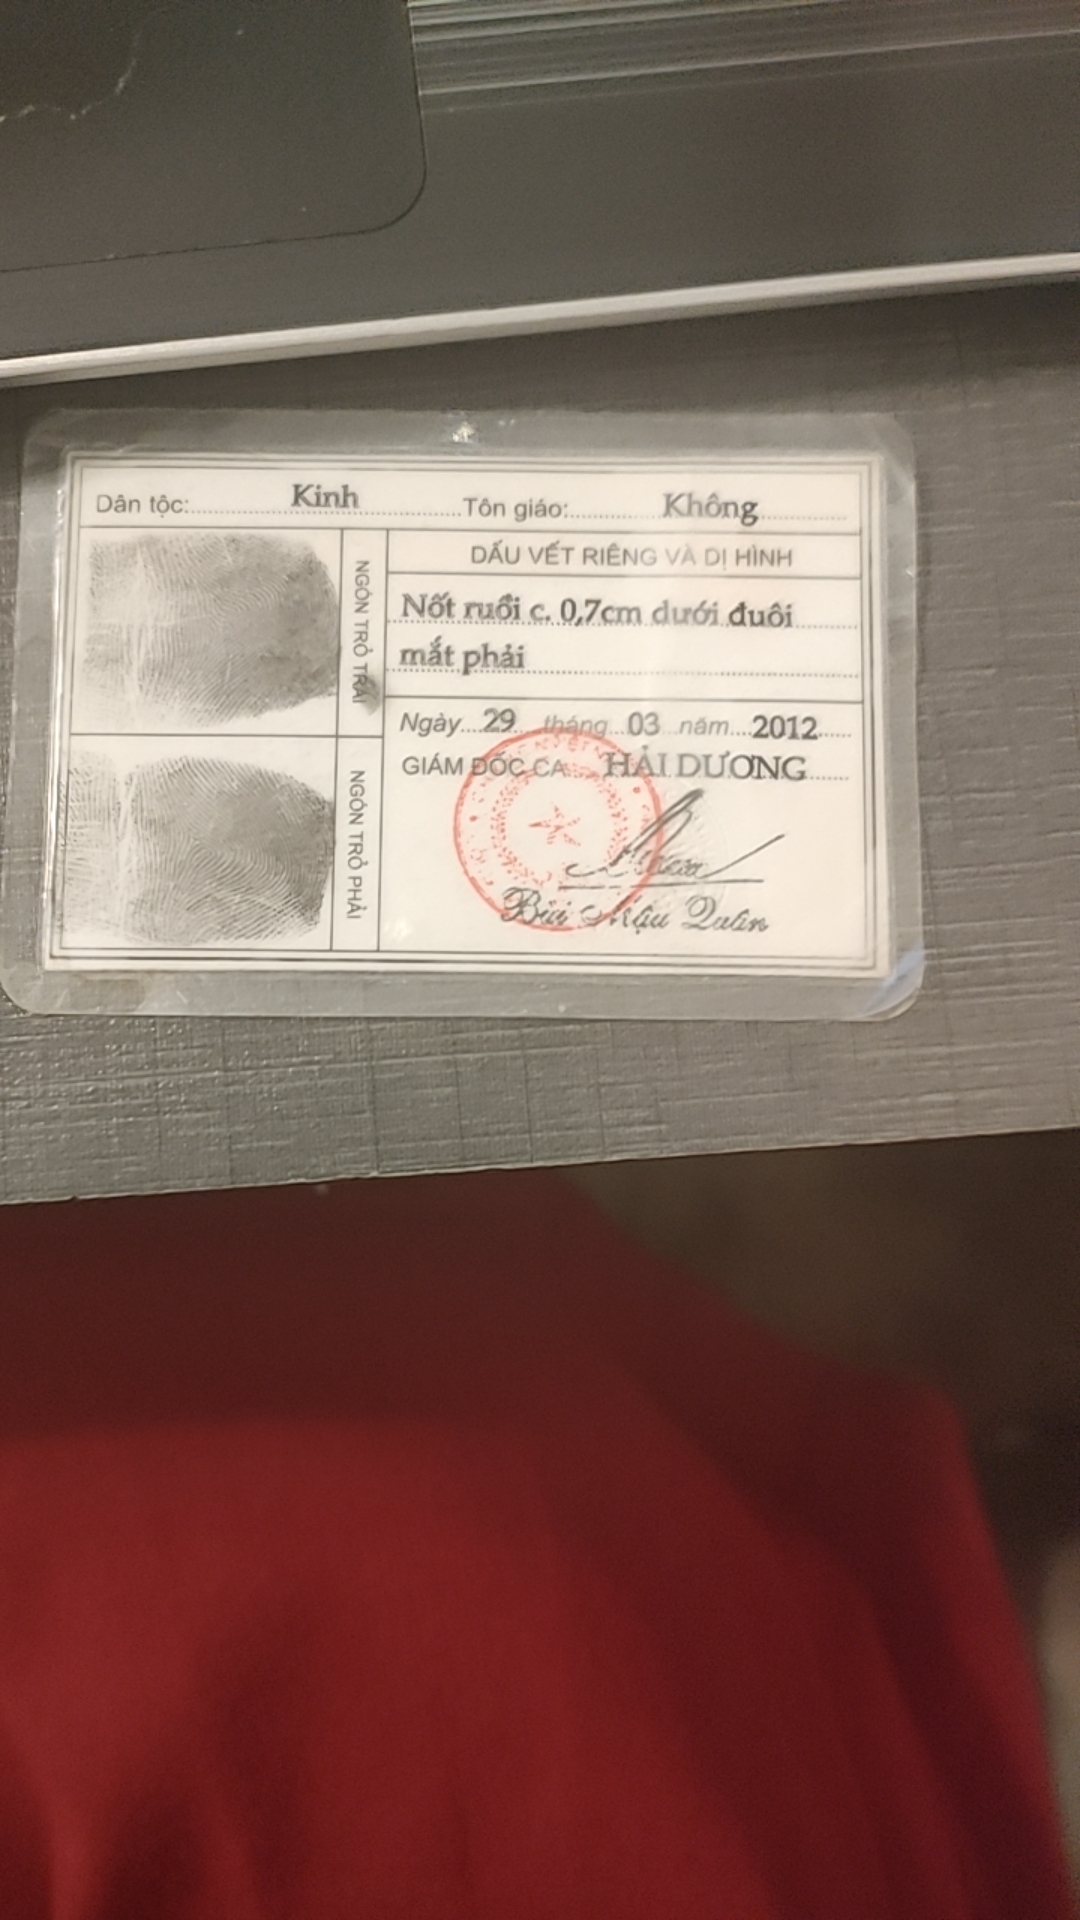 Dân tộc: Kinh Tôn giáo: Không
NGÓN TRỎ TRÁI
DẤU VẾT RIÊNG VÀ DỊ HÌNH
Nốt ruồi c. 0,7cm dưới đuôi
mắt phải
NGÓN TRỎ PHẢI
Ngày 29 tháng 03 năm 2012
GIÁM ĐỐC CA HẢI DƯƠNG
Bùi Mậu Quân